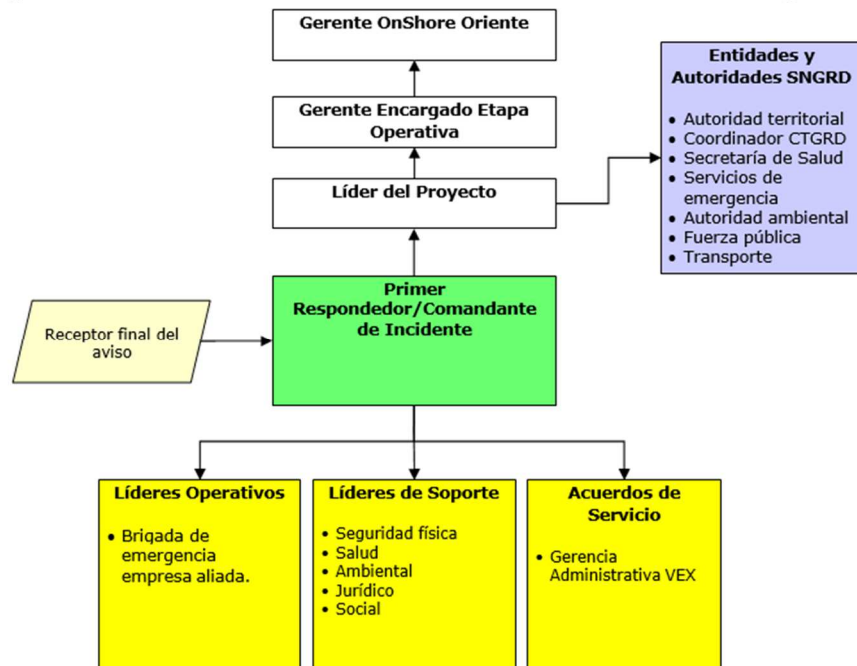 Gerente OnShore Oriente
Gerente Encargado Etapa
Operativa
Líder del Proyecto
Entidades y
Autoridades SNGRD
• Autoridad territorial
• Coordinador CTGRD
• Secretaría de Salud
• Servicios de
emergencia
• Autoridad ambiental
• Fuerza pública
• Transporte
Primer
Respondedor/Comandante
de Incidente
Receptor final del
aviso
Líderes Operativos
• Brigada de
emergencia
empresa aliada.
Líderes de Soporte
• Seguridad física
• Salud
• Ambiental
• Jurídico
• Social
Acuerdos de
Servicio
• Gerencia
Administrativa VEX